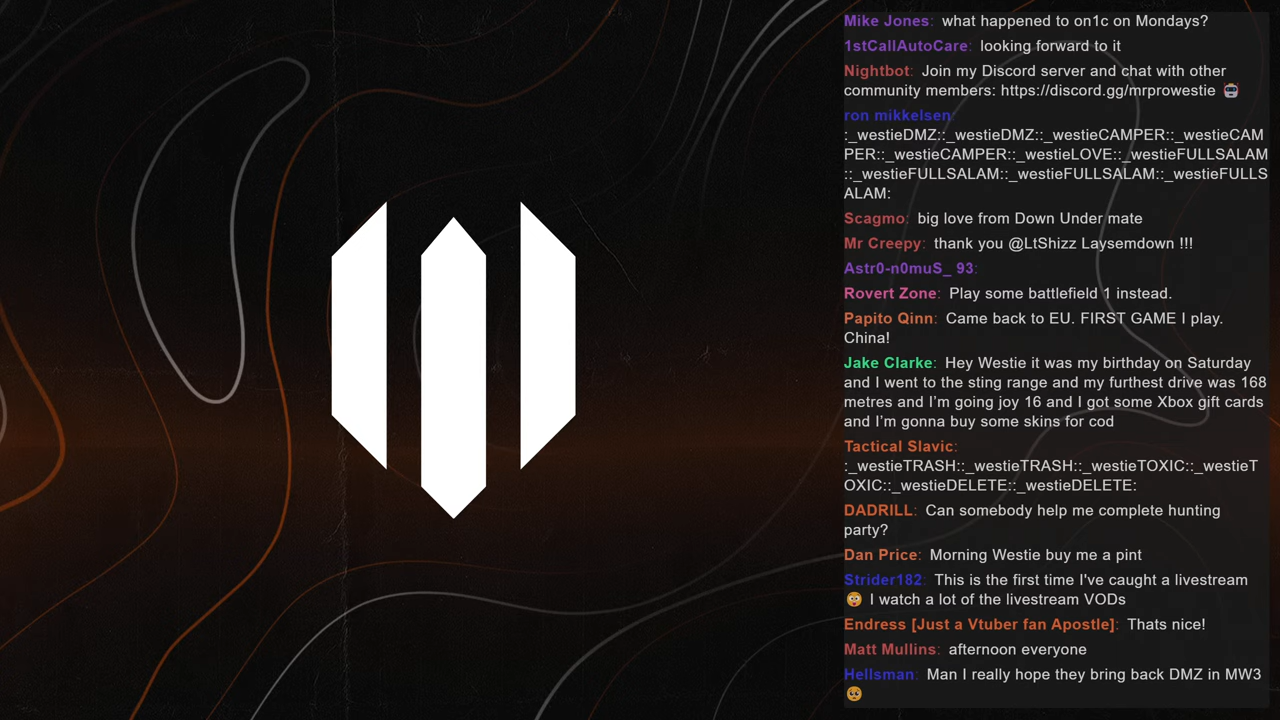 Mike Jones: what happened to on1c on Mondays?
1stCallAutoCare: looking forward to it
Nightbot: Join my Discord server and chat with other
community members: https://discord.gg/mrprowestie
ron mikkelsen:
:_westieDMZ::_westieDMZ::_westieCAMPER::_westieCAM
PER::_westieCAMPER::_westieLOVE::_westieFULLSALAM
::_westieFULLSALAM::_westieFULLSALAM::_westieFULLS
ALAM:
Scagmo: big love from Down Under mate
Mr Creepy: thank you @LtShizz Laysemdown !!!
Astr0-n0muS_ 93:
Rovert Zone: Play some battlefield 1 instead.
Papito Qinn: Came back to EU. FIRST GAME I play.
China!
Jake Clarke: Hey Westie it was my birthday on Saturday
and I went to the sting range and my furthest drive was 168
metres and I'm going joy 16 and I got some Xbox gift cards
and I'm gonna buy some skins for cod
Tactical Slavic:
:_westieTRASH::_westieTRASH::_westieTOXIC::_westieT
OXIC::_westieDELETE::_westieDELETE:
DADRILL: Can somebody help me complete hunting
party?
Dan Price: Morning Westie buy me a pint
Strider182: This is the first time I've caught a livestream
I watch a lot of the livestream VODs
Endress [Just a Vtuber fan Apostle]: Thats nice!
Matt Mullins: afternoon everyone
Hellsman: Man I really hope they bring back DMZ in MW3